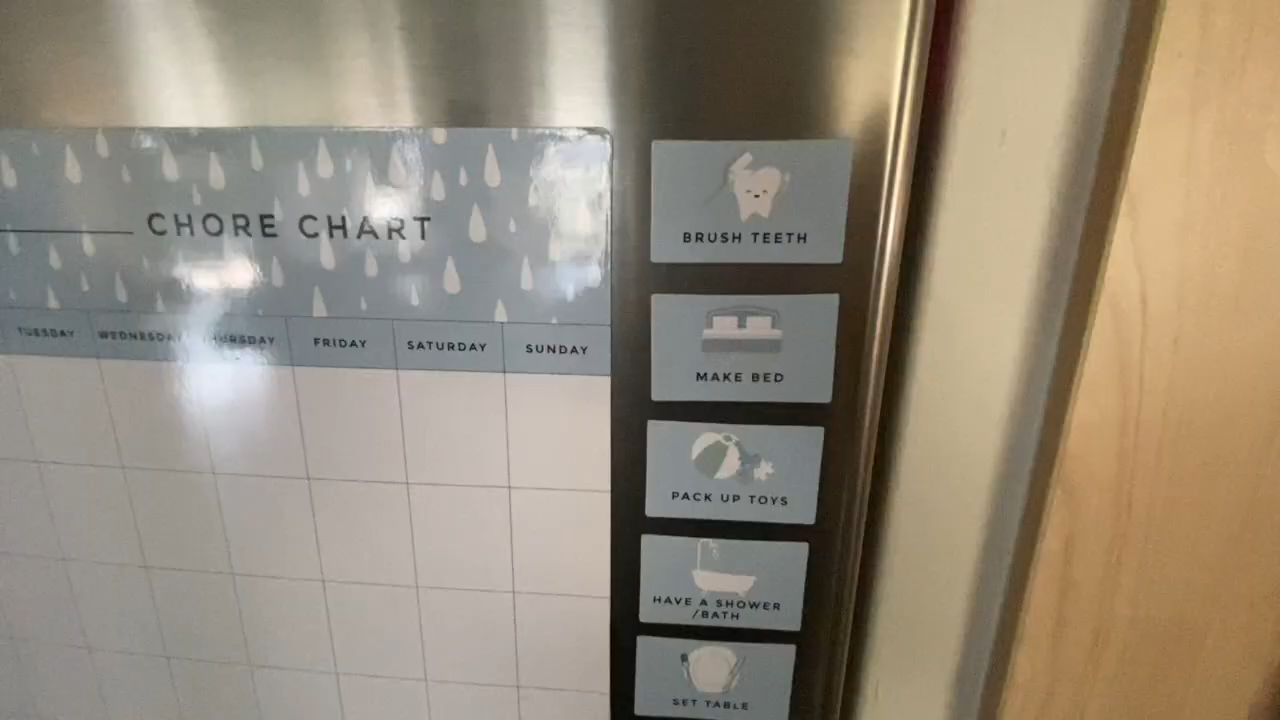 CHORE CHART
TUESDAY WEDNESDAY THURSDAY FRIDAY SATURDAY SUNDAY
BRUSH TEETH
MAKE BED
PACK UP TOYS
HAVE A SHOWER
/BATH
SET TABLE